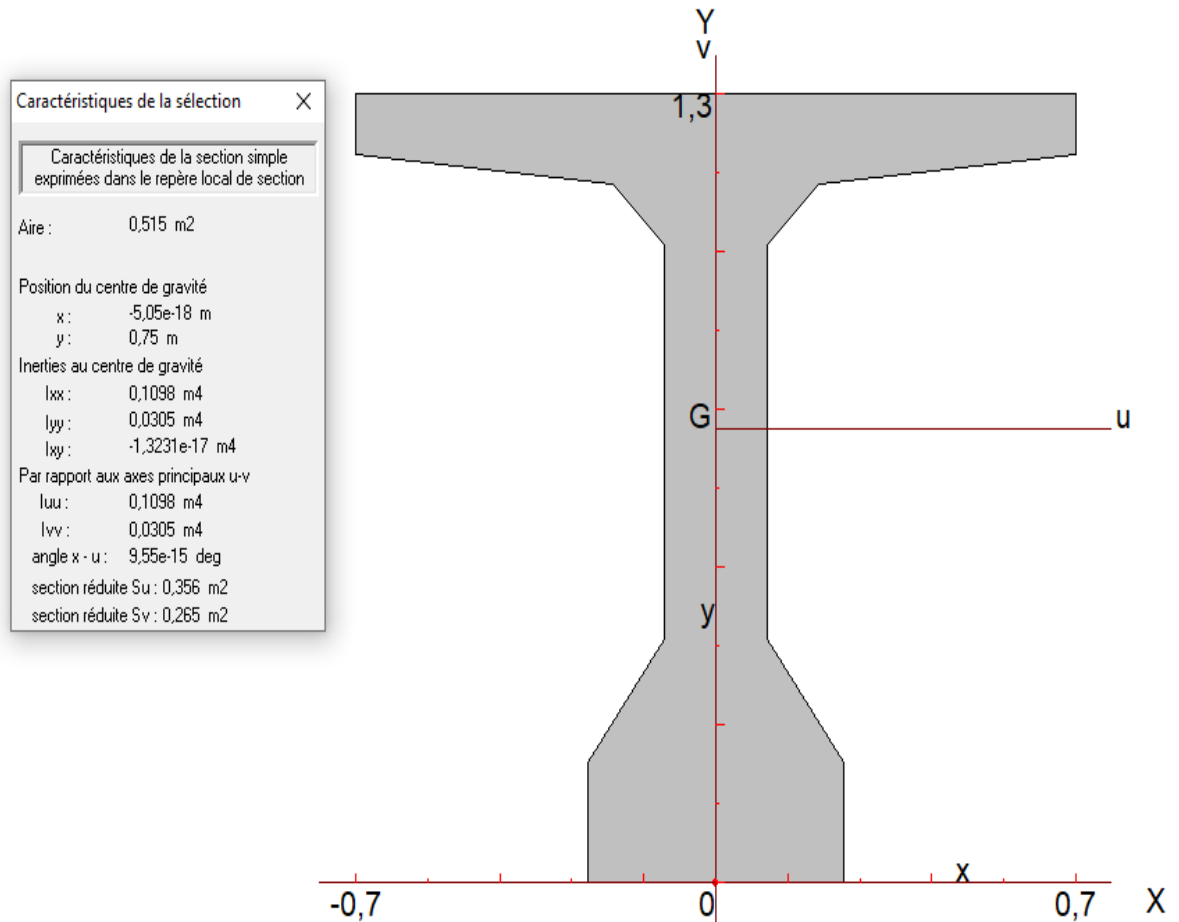 Caractéristiques de la sélection
Caractéristiques de la section simple
exprimées dans le repère local de section
Aire : 0,515 m2
Position du centre de gravité
x : -5,05e-18 m
y : 0,75 m
Inerties au centre de gravité
Ixx : 0,1098 m4
Iyy : 0,0305 m4
Ixy : -1,3231e-17 m4
Par rapport aux axes principaux u-v
Iuu : 0,1098 m4
Ivv : 0,0305 m4
angle x - u : 9,55e-15 deg
section réduite Su : 0,356 m2
section réduite Sv : 0,265 m2
Y
v
1,3
G
u
y
x
-0,7
0
0,7
X